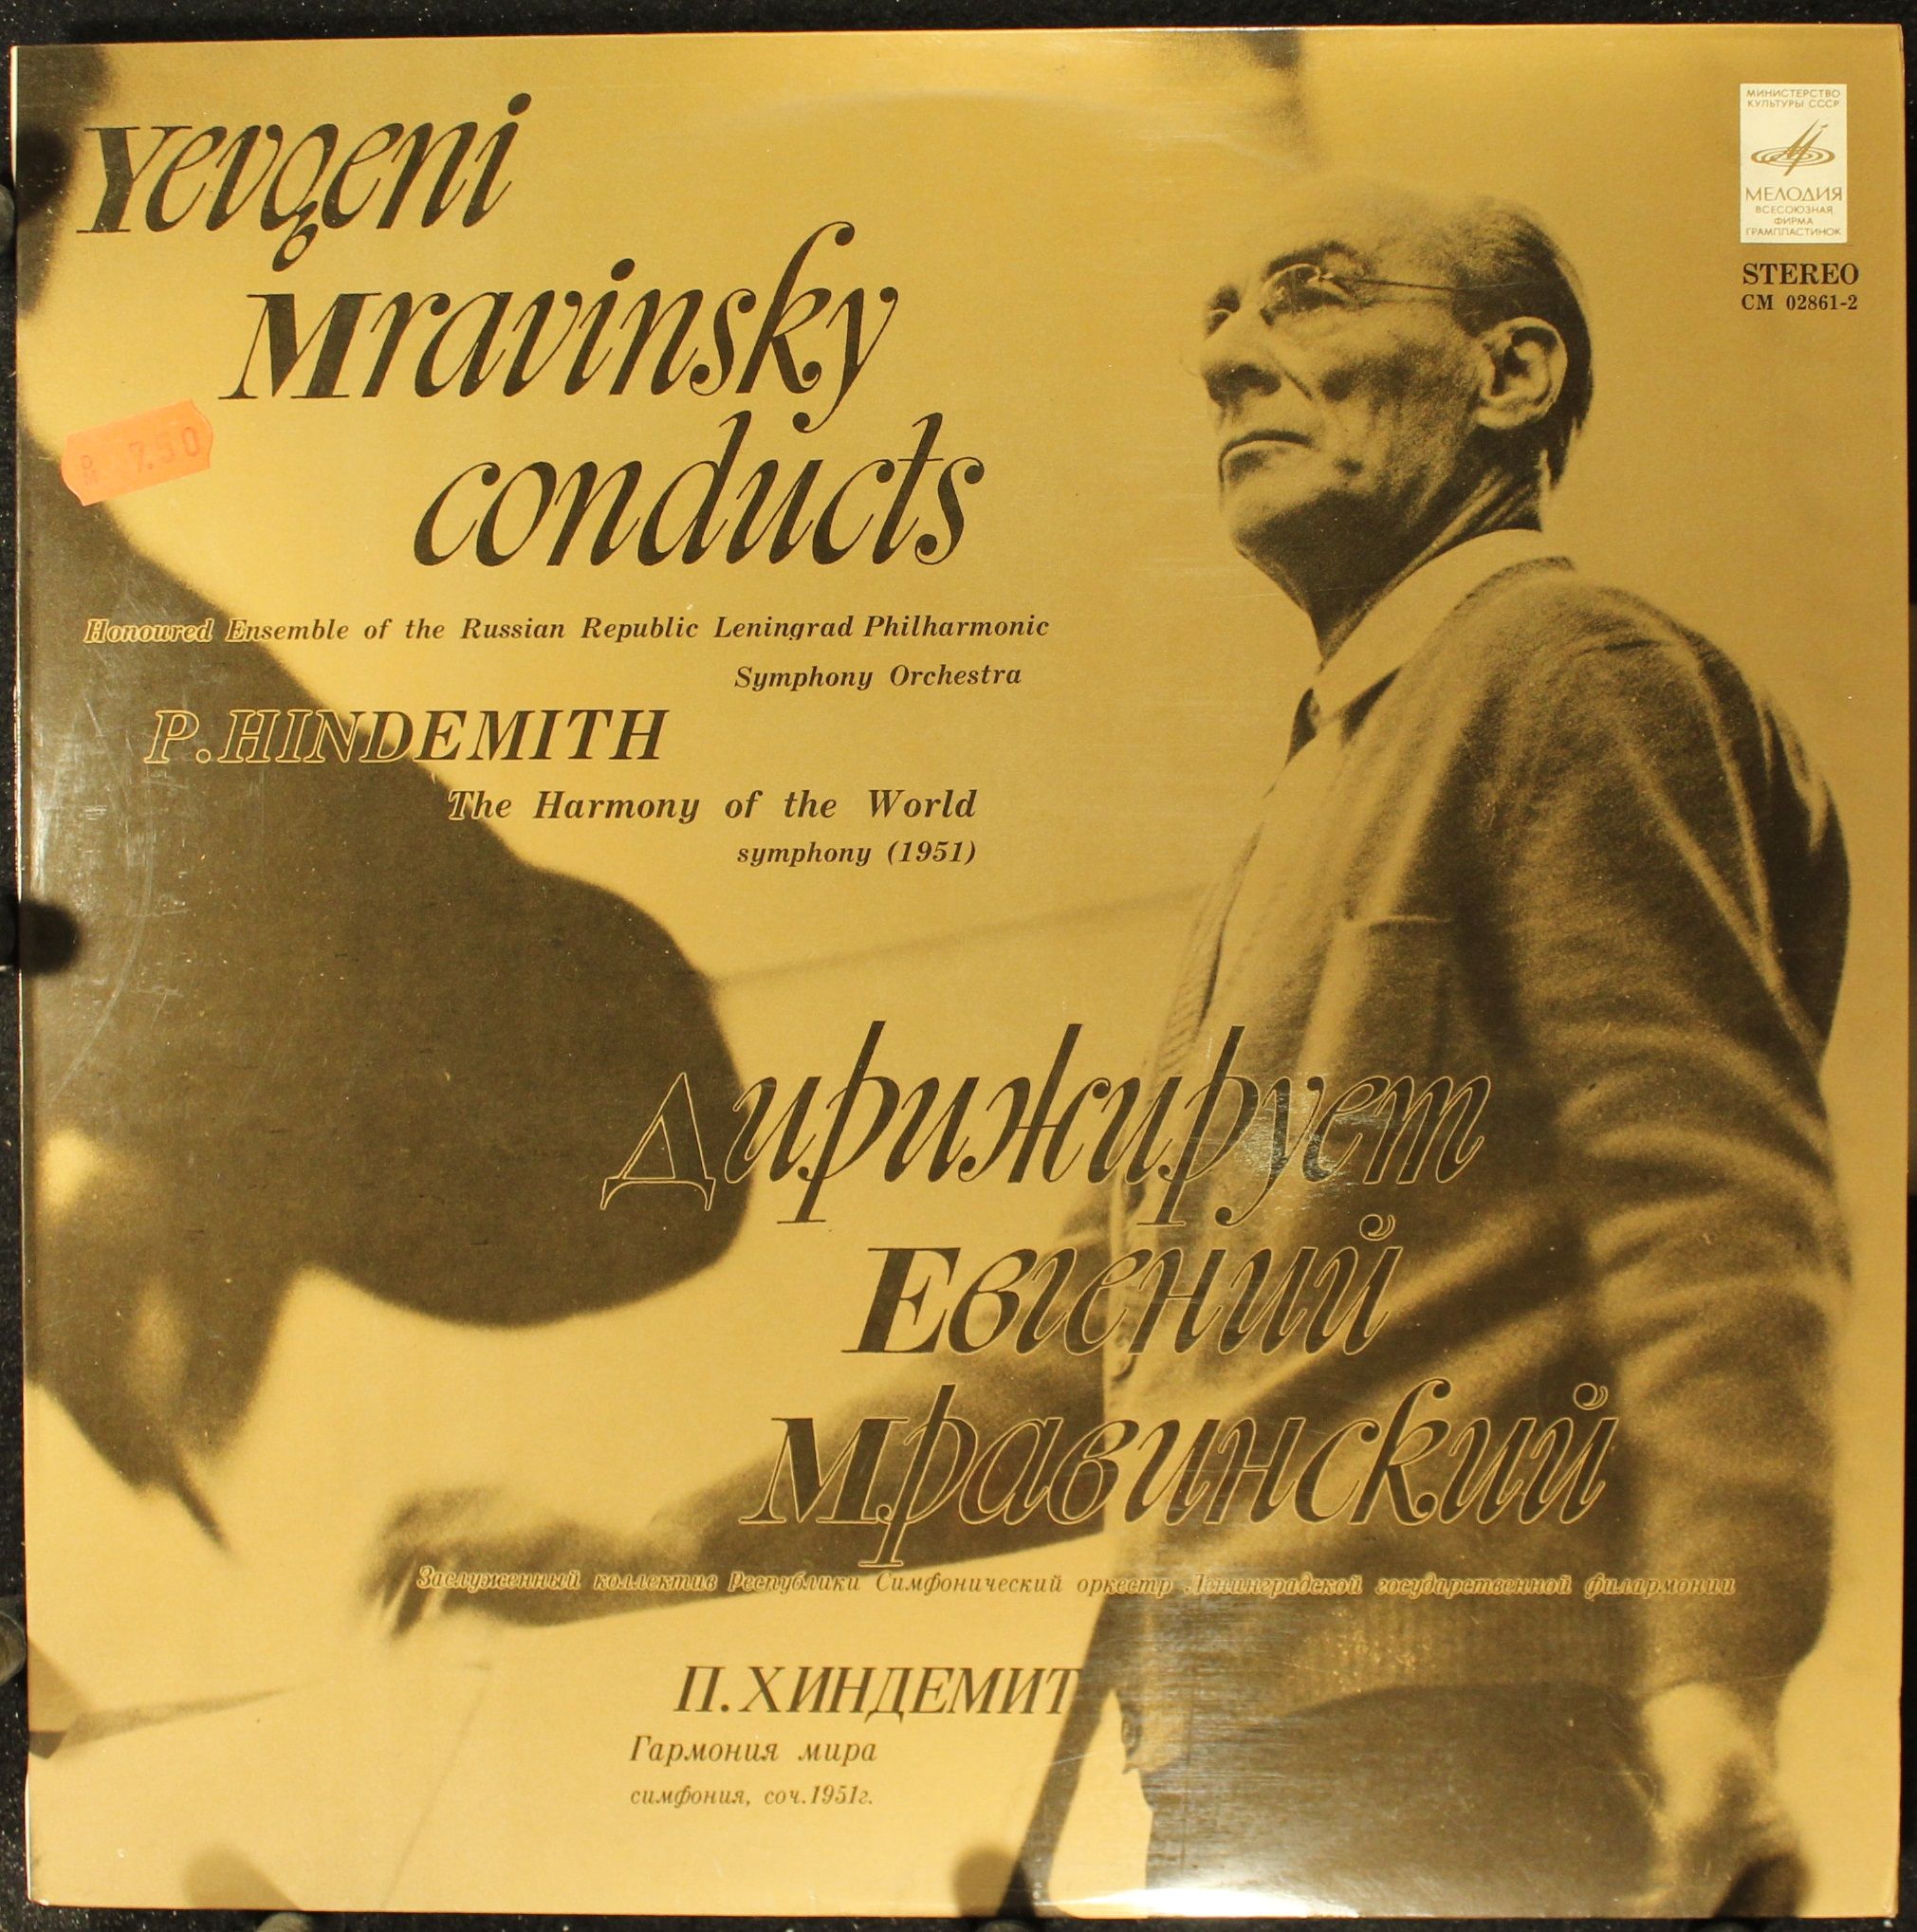 Yevgeni
Mravinsky
conducts
МИНИСТЕРСТВО
КУЛЬТУРЫ СССР
МЕЛОДИЯ
ВСЕСОЮЗНАЯ
ФИРМА
ГРАМПЛАСТИНОК
STEREO
СМ 02861-2
7.50
Honoured Ensemble of the Russian Republic Leningrad Philharmonic
Symphony Orchestra
P. HINDEMITH
The Harmony of the World
symphony (1951)
Дирижирует
Евгений
Мравинский
Заслуженный коллектив Республики Симфонический оркестр Ленинградской государственной филармонии
П. ХИНДЕМИТ
Гармония мира
симфония, соч. 1951г.